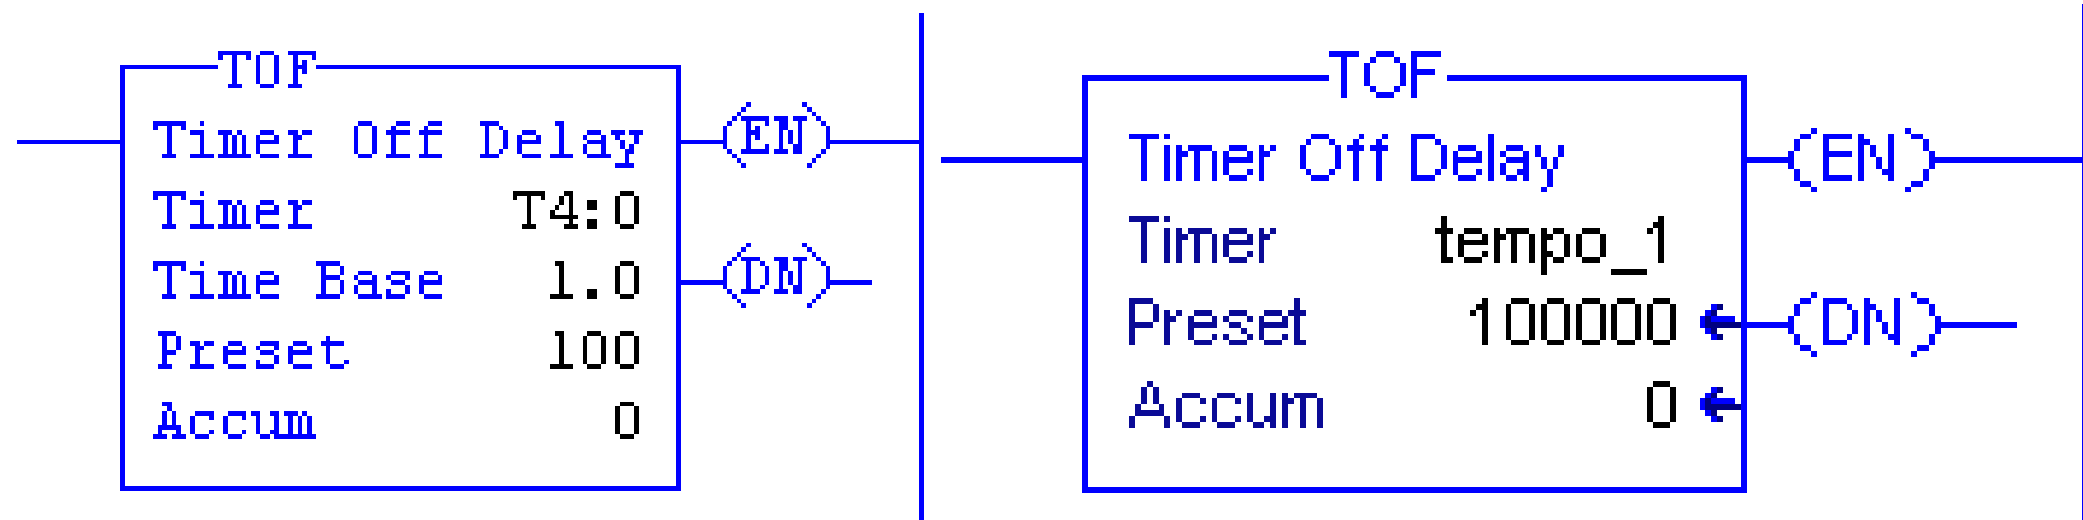 TOF
Timer Off Delay
Timer T4:0
Time Base 1.0
Preset 100
Accum 0
(EN)
(DN)
TOF
Timer Off Delay
Timer tempo_1
Preset 100000
Accum 0
(EN)
(DN)